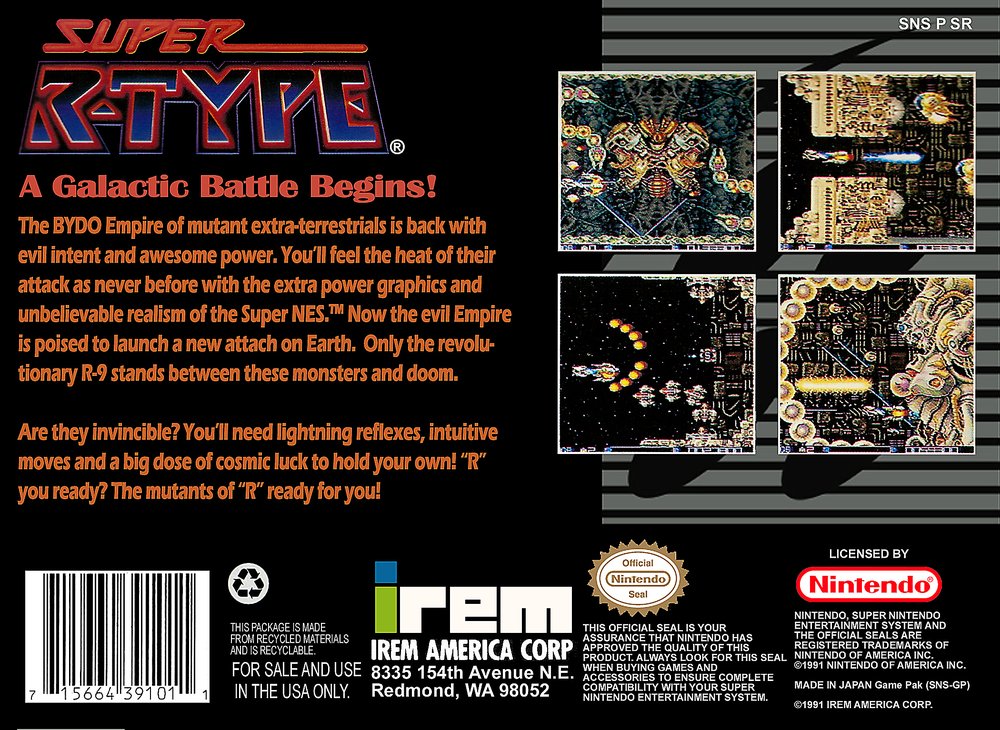 SNS P SR
SUPER
R-TYPE®
A Galactic Battle Begins!
The BYDO Empire of mutant extra-terrestrials is back with
evil intent and awesome power. You'll feel the heat of their
attack as never before with the extra power graphics and
unbelievable realism of the Super NES.™ Now the evil Empire
is poised to launch a new attach on Earth. Only the revolu-
tionary R-9 stands between these monsters and doom.
Are they invincible? You'll need lightning reflexes, intuitive
moves and a big dose of cosmic luck to hold your own! "R"
you ready? The mutants of "R" ready for you!
7 15664 39101 1
THIS PACKAGE IS MADE
FROM RECYCLED MATERIALS
AND IS RECYCLABLE.
FOR SALE AND USE
IN THE USA ONLY.
irem
IREM AMERICA CORP
8335 154th Avenue N.E.
Redmond, WA 98052
Official
Nintendo
Seal
THIS OFFICIAL SEAL IS YOUR
ASSURANCE THAT NINTENDO HAS
APPROVED THE QUALITY OF THIS
PRODUCT. ALWAYS LOOK FOR THIS SEAL
WHEN BUYING GAMES AND
ACCESSORIES TO ENSURE COMPLETE
COMPATIBILITY WITH YOUR SUPER
NINTENDO ENTERTAINMENT SYSTEM.
LICENSED BY
Nintendo®
NINTENDO, SUPER NINTENDO
ENTERTAINMENT SYSTEM AND
THE OFFICIAL SEALS ARE
REGISTERED TRADEMARKS OF
NINTENDO OF AMERICA INC.
©1991 NINTENDO OF AMERICA INC.
MADE IN JAPAN Game Pak (SNS-GP)
©1991 IREM AMERICA CORP.